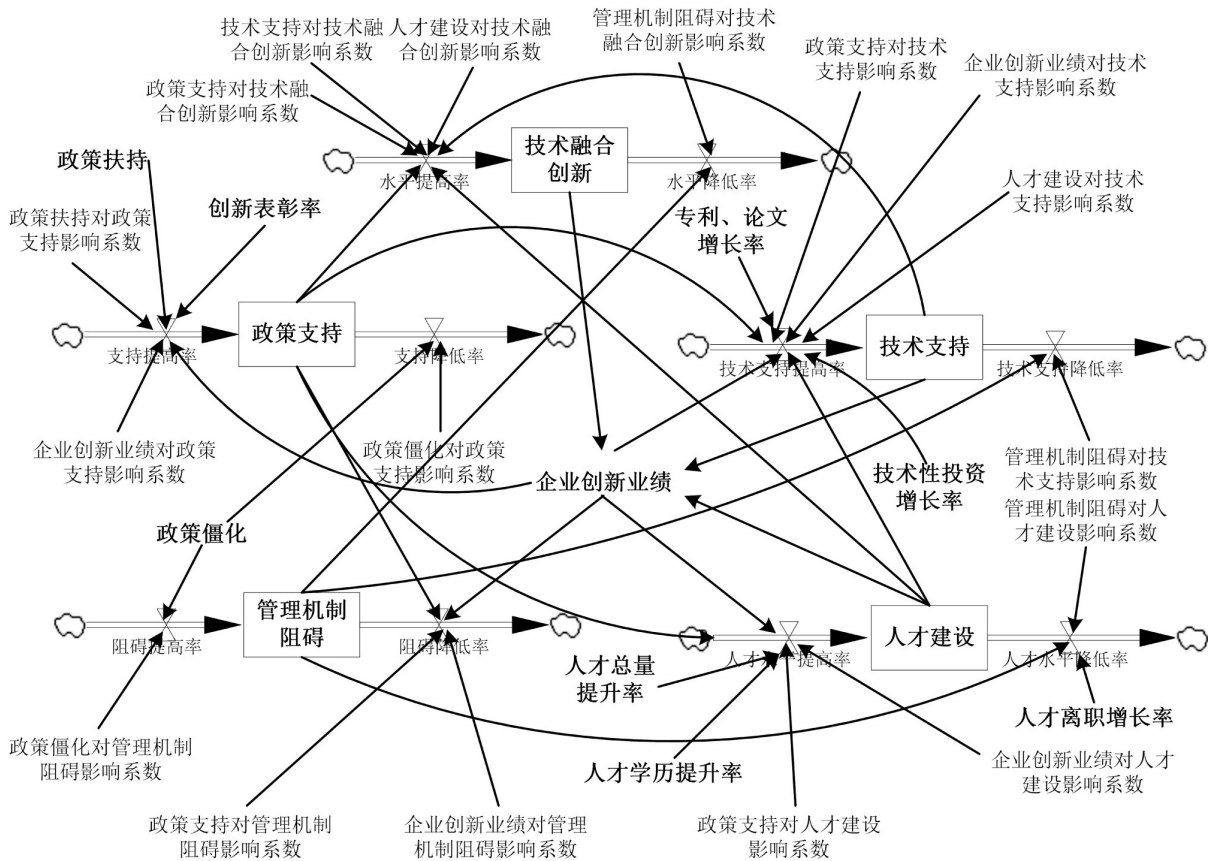 技术支持对技术融
合创新影响系数
人才建设对技术融
合创新影响系数
管理机制阻碍对技术
融合创新影响系数
政策支持对技术
支持影响系数
企业创新业绩对技术
支持影响系数
政策支持对技术融
合创新影响系数
政策扶持
技术融合
创新
水平提高率
水平降低率
人才建设对技术
支持影响系数
政策扶持对政策
支持影响系数
创新表彰率
专利、论文
增长率
政策支持
支持提高率
支持降低率
技术支持
技术支持提高率
技术支持降低率
企业创新业绩对政策
支持影响系数
政策僵化对政策
支持影响系数
企业创新业绩
技术性投资
增长率
管理机制阻碍对技
术支持影响系数
管理机制阻碍对人
才建设影响系数
政策僵化
管理机制
阻碍
阻碍提高率
阻碍降低率
人才建设
人才水平提高率
人才水平降低率
人才总量
提升率
人才离职增长率
政策僵化对管理机制
阻碍影响系数
人才学历提升率
企业创新业绩对人才
建设影响系数
政策支持对管理机制
阻碍影响系数
企业创新业绩对管理
机制阻碍影响系数
政策支持对人才建设
影响系数